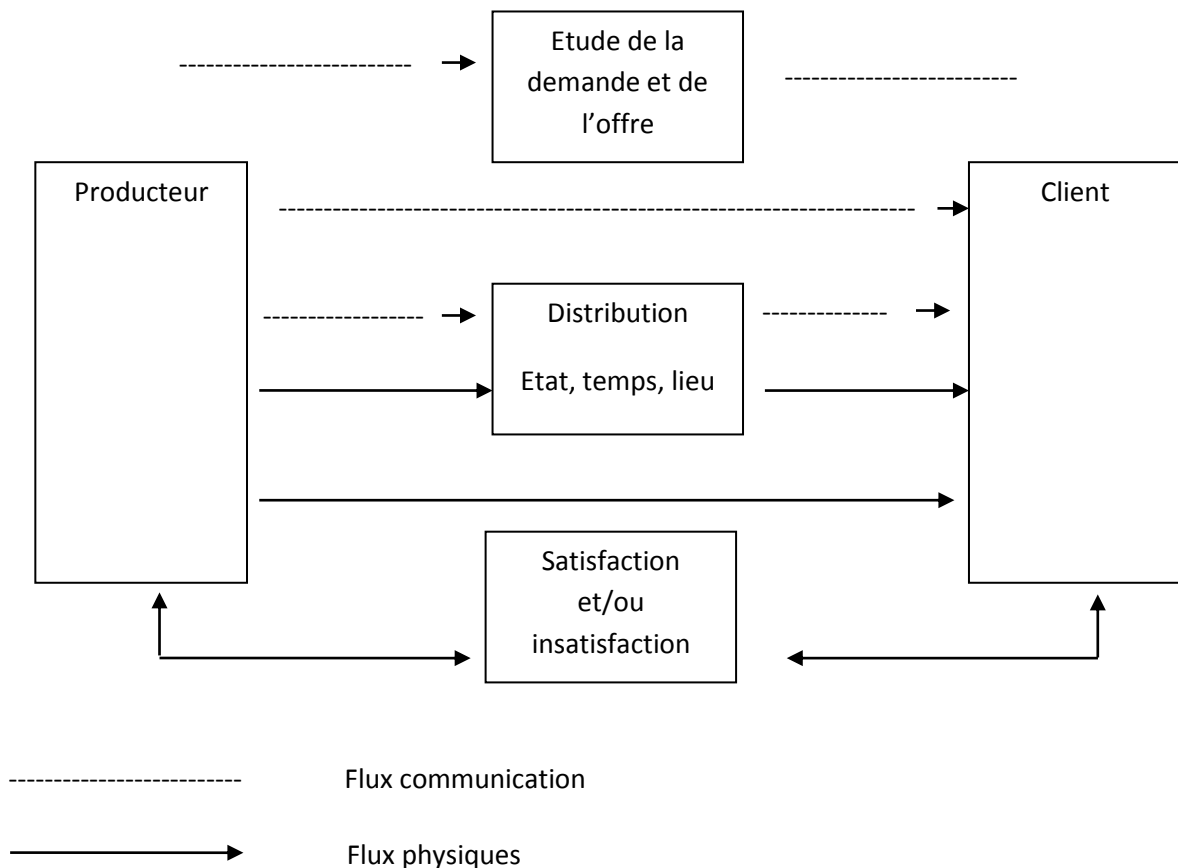 Etude de la
demande et de
l’offre
Producteur
Client
Distribution
Etat, temps, lieu
Satisfaction
et/ou
insatisfaction
Flux communication
Flux physiques